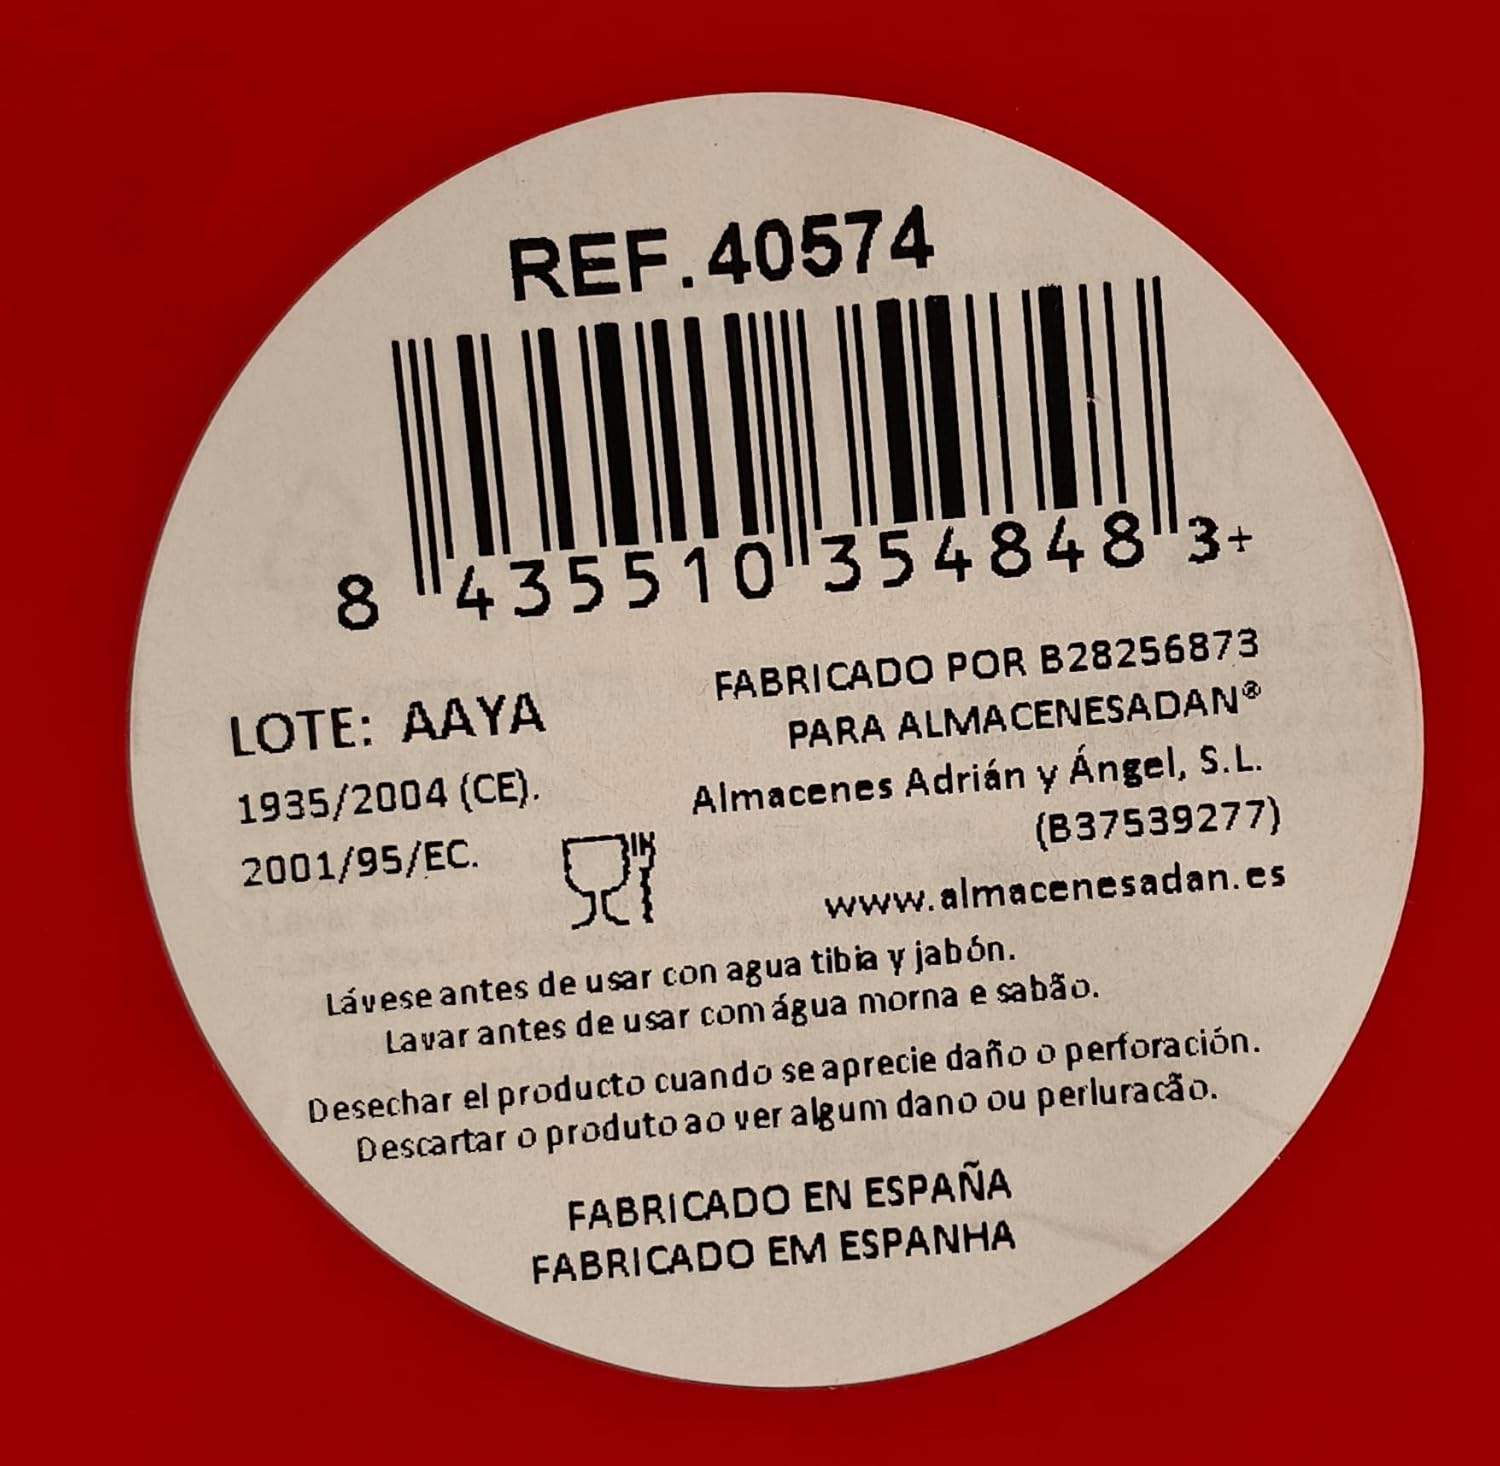 REF.40574
8 435510 354848 3+
FABRICADO POR B28256873
PARA ALMACENESADAN®
Almacenes Adrián y Ángel, S.L.
(B37539277)
www.almacenesadan.es
LOTE: AAYA
1935/2004 (CE).
2001/95/EC.
Lávese antes de usar con agua tibia y jabón.
Lavar antes de usar com água morna e sabão.
Desechar el producto cuando se aprecie daño o perforación.
Descartar o produto ao ver algum dano ou perluracão.
FABRICADO EN ESPAÑA
FABRICADO EM ESPANHA